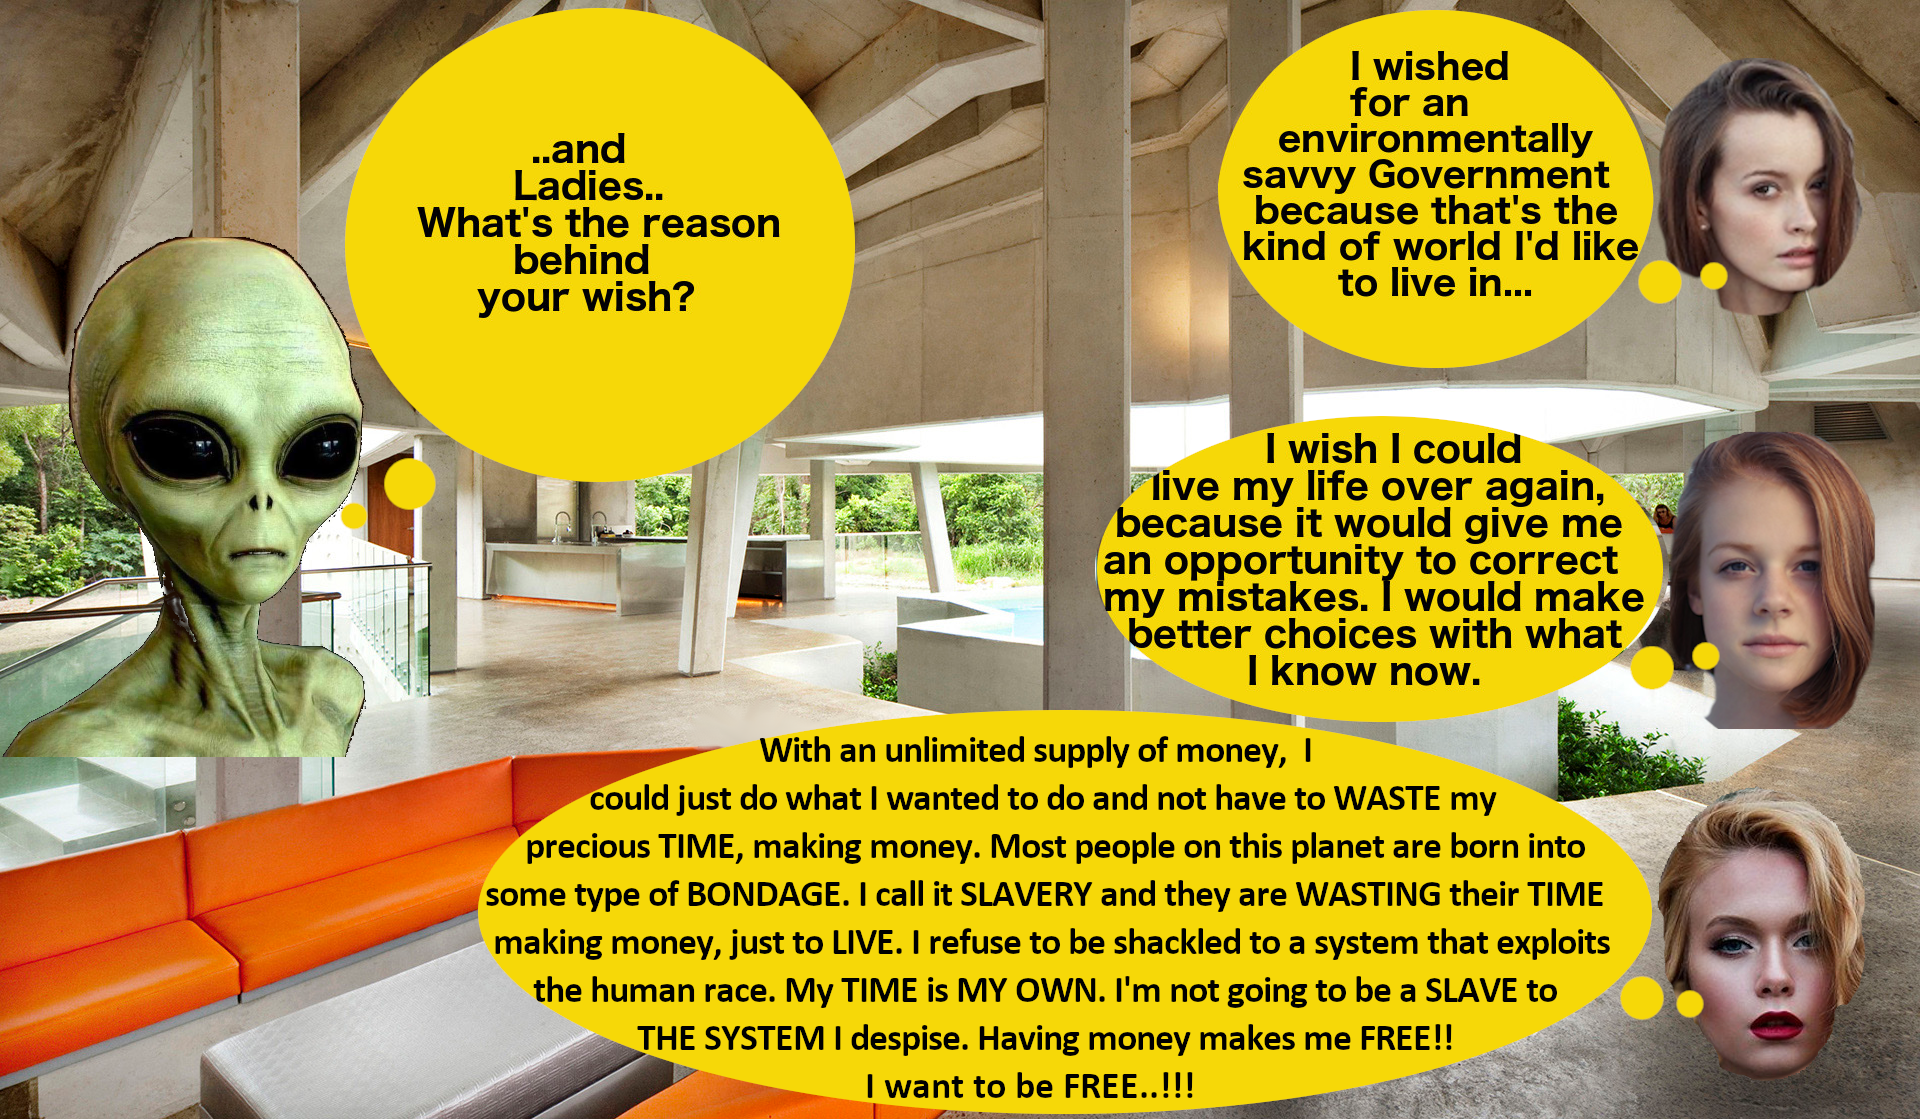 ..and
Ladies..
What's the reason
behind
your wish?
I wished
for an
environmentally
savvy Government
because that's the
kind of world I'd like
to live in...
I wish I could
live my life over again,
because it would give me
an opportunity to correct
my mistakes. I would make
better choices with what
I know now.
With an unlimited supply of money, I
could just do what I wanted to do and not have to WASTE my
precious TIME, making money. Most people on this planet are born into
some type of BONDAGE. I call it SLAVERY and they are WASTING their TIME
making money, just to LIVE. I refuse to be shackled to a system that exploits
the human race. My TIME is MY OWN. I'm not going to be a SLAVE to
THE SYSTEM I despise. Having money makes me FREE!!
I want to be FREE..!!!